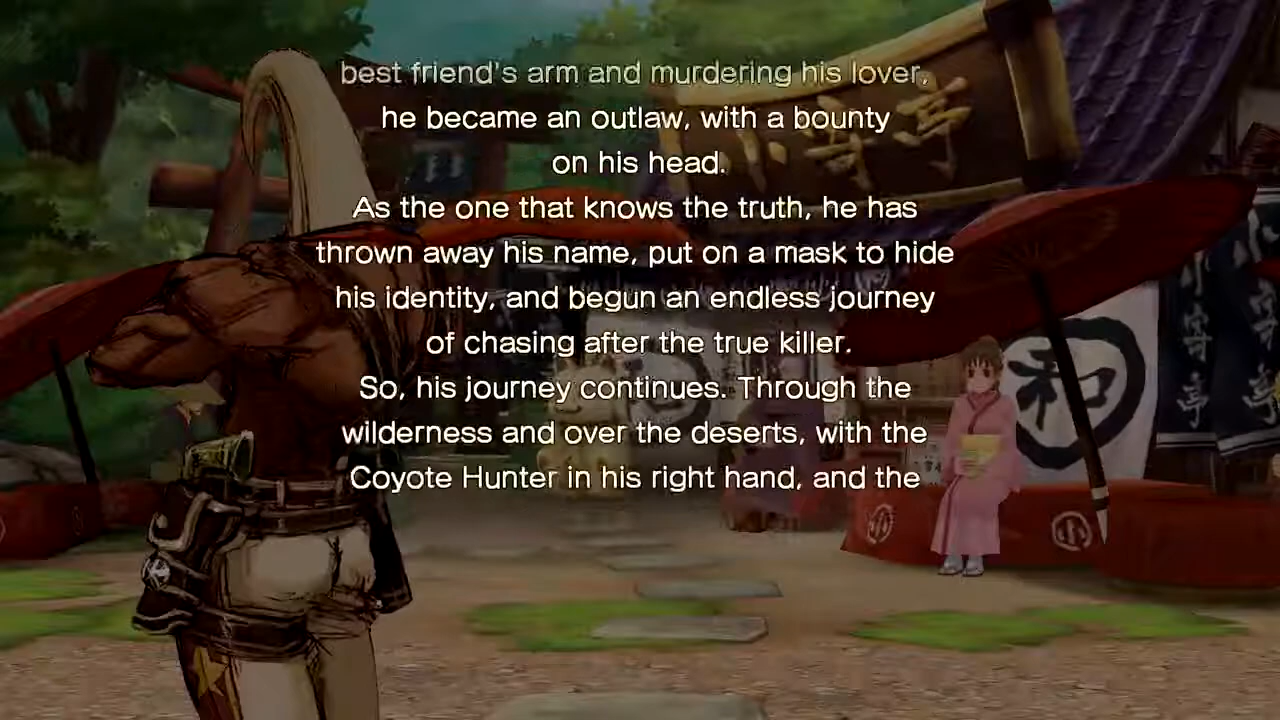 best friend's arm and murdering his lover,
he became an outlaw, with a bounty
on his head.
As the one that knows the truth, he has
thrown away his name, put on a mask to hide
his identity, and begun an endless journey
of chasing after the true killer.
So, his journey continues. Through the
wilderness and over the deserts, with the
Coyote Hunter in his right hand, and the
和
小
小